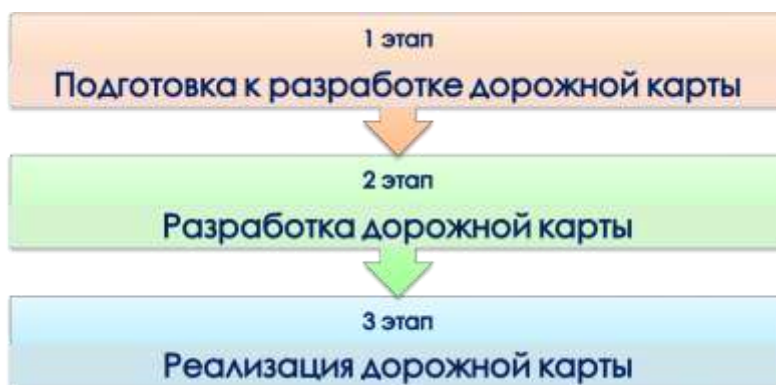 1 этап
Подготовка к разработке дорожной карты
2 этап
Разработка дорожной карты
3 этап
Реализация дорожной карты